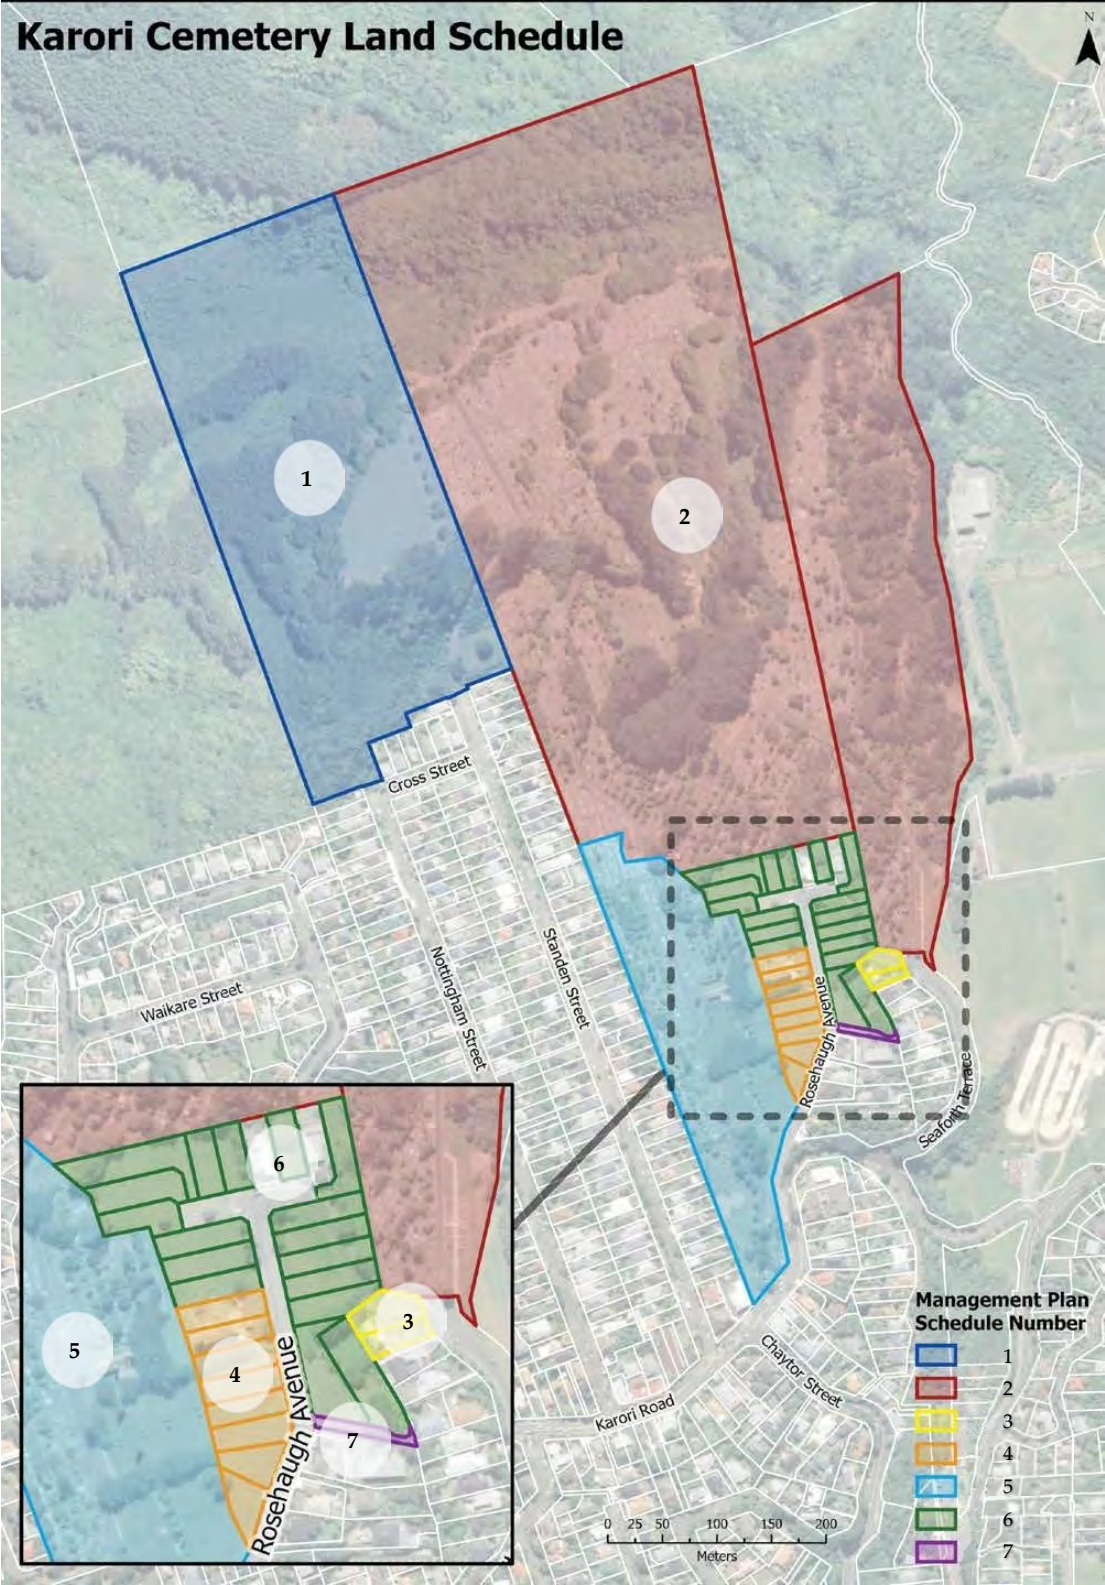 Karori Cemetery Land Schedule
N
1
2
Cross Street
Waikare Street
Nottingham Street
Standen Street
Rosehaugh Avenue
Seaforth Terrace
6
3
5
4
Rosehaugh Avenue
7
Chaytor Street
Karori Road
0 25 50 100 150 200
Meters
Management Plan
Schedule Number
1
2
3
4
5
6
7